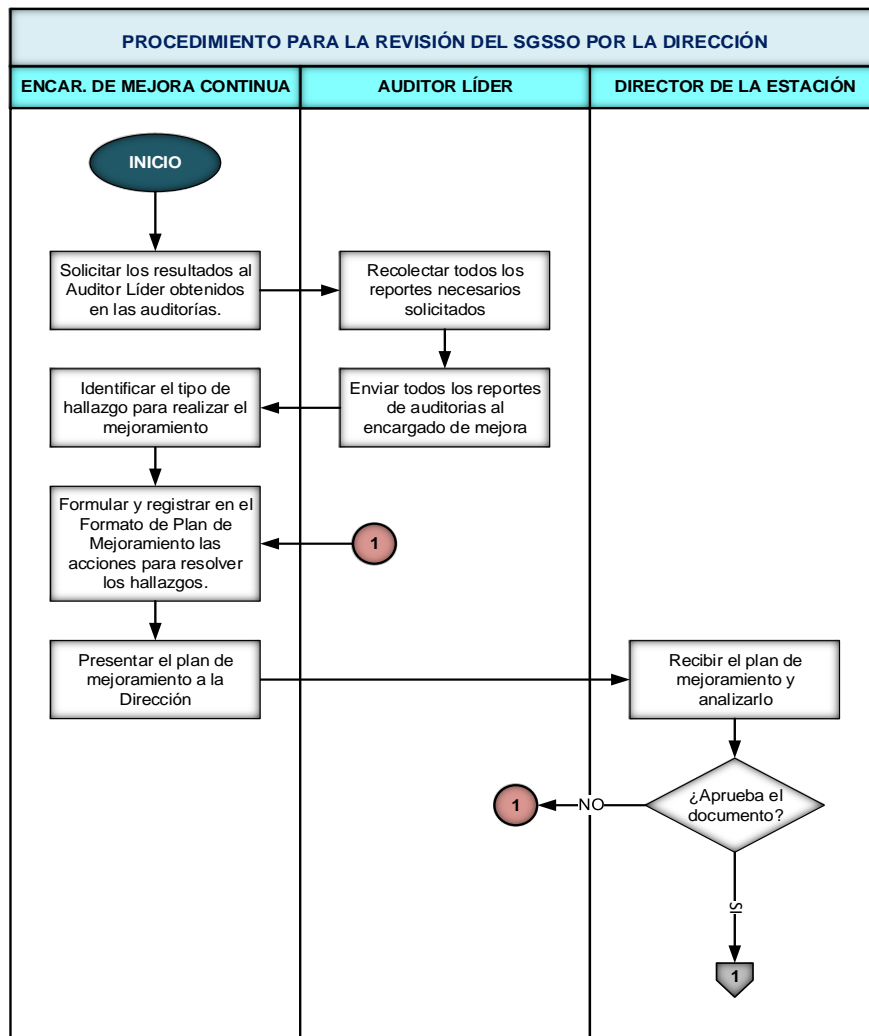 PROCEDIMIENTO PARA LA REVISIÓN DEL SGSSO POR LA DIRECCIÓN
ENCAR. DE MEJORA CONTINUA
AUDITOR LÍDER
DIRECTOR DE LA ESTACIÓN
INICIO
Solicitar los resultados al
Auditor Líder obtenidos
en las auditorías.
Recolectar todos los
reportes necesarios
solicitados
Enviar todos los reportes
de auditorias al
encargado de mejora
Identificar el tipo de
hallazgo para realizar el
mejoramiento
Formular y registrar en el
Formato de Plan de
Mejoramiento las
acciones para resolver
los hallazgos.
1
Presentar el plan de
mejoramiento a la
Dirección
Recibir el plan de
mejoramiento y
analizarlo
¿Aprueba el
documento?
NO
1
SI
1